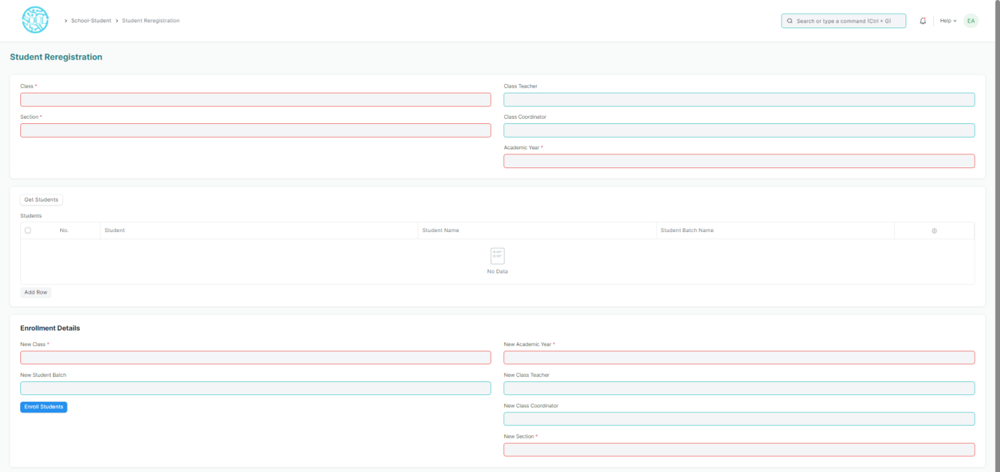 SOUL
School-Student
Student Reregistration
Search or type a command (Ctrl + G)
Help
EA
Student Reregistration
Class *
Class Teacher
Section *
Class Coordinator
Academic Year *
Get Students
Students
No.
Student
Student Name
Student Batch Name
No Data
Add Row
Enrollment Details
New Class *
New Academic Year *
New Student Batch
New Class Teacher
Enroll Students
New Class Coordinator
New Section *